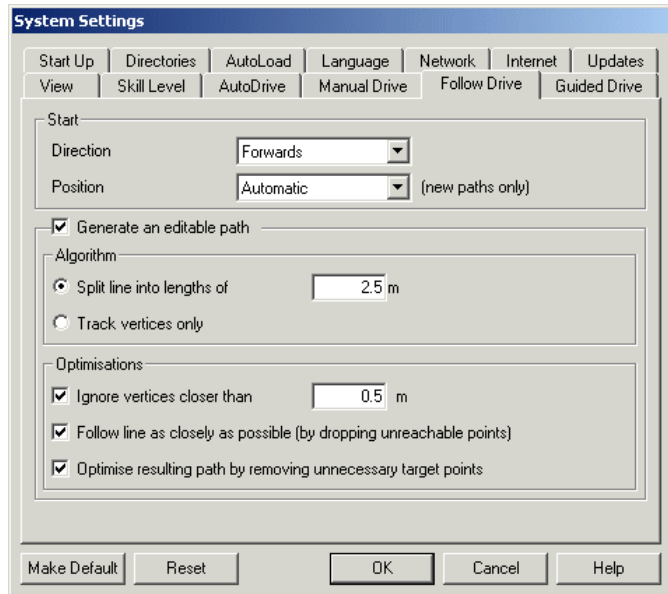 System Settings
Start Up Directories AutoLoad Language Network Internet Updates
View Skill Level AutoDrive Manual Drive Follow Drive Guided Drive
Start
Direction Forwards
Position Automatic (new paths only)
Generate an editable path
Algorithm
Split line into lengths of 2.5 m
Track vertices only
Optimisations
Ignore vertices closer than 0.5 m
Follow line as closely as possible (by dropping unreachable points)
Optimise resulting path by removing unnecessary target points
Make Default Reset OK Cancel Help